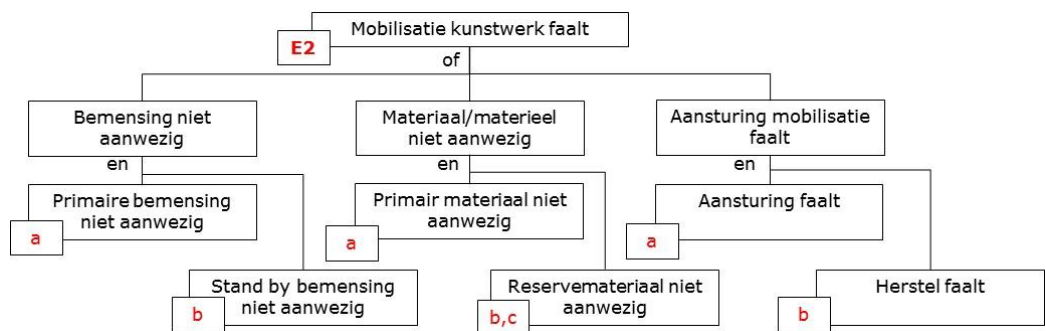 Mobilisatie kunstwerk faalt
E2
of
Bemensing niet
aanwezig
Materiaal/materieel
niet aanwezig
Aansturing mobilisatie
faalt
en
en
en
Primaire bemensing
niet aanwezig
a
Primair materiaal niet
aanwezig
a
Aansturing faalt
a
Stand by bemensing
niet aanwezig
b
Reservemateriaal niet
aanwezig
b,c
Herstel faalt
b